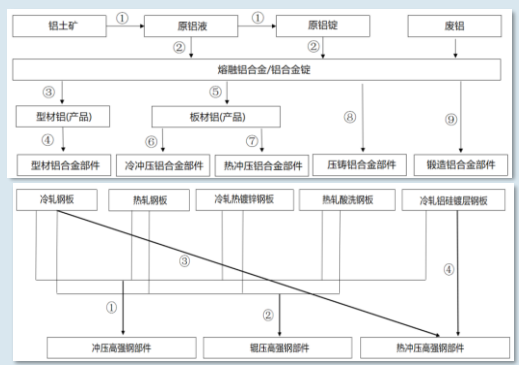 铝土矿 ① 原铝液 ① 原铝锭 废铝
② ②
熔融铝合金/铝合金锭
③ ⑤
型材铝(产品) 板材铝(产品) ⑧ ⑨
④ ⑥ ⑦
型材铝合金部件 冷冲压铝合金部件 热冲压铝合金部件 压铸铝合金部件 锻造铝合金部件
冷轧钢板 热轧钢板 冷轧热镀锌钢板 热轧酸洗钢板 冷轧铝硅镀层钢板
③ ④
① ②
冲压高强钢部件 辊压高强钢部件 热冲压高强钢部件